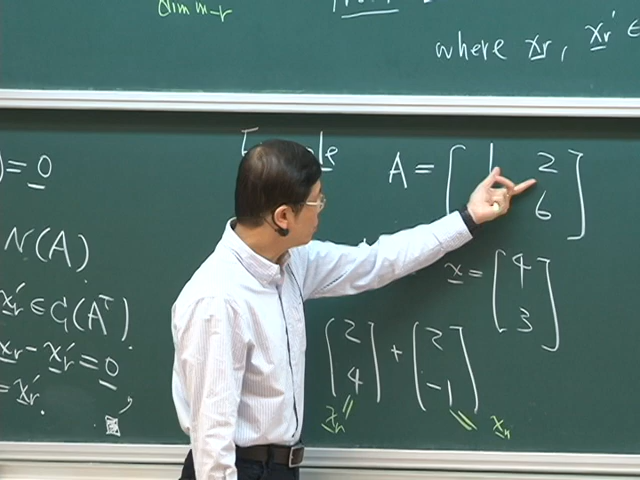 dim m-r
where xr, xr' ∈
A = [ 1 2
6 ]
) = 0
N(A)
x = [ 4
3 ]
xr' ∈ C(Aᵀ)
xr - xr' = 0
= xr'.
[ 2
4 ] + [ 2
-1 ]
xn